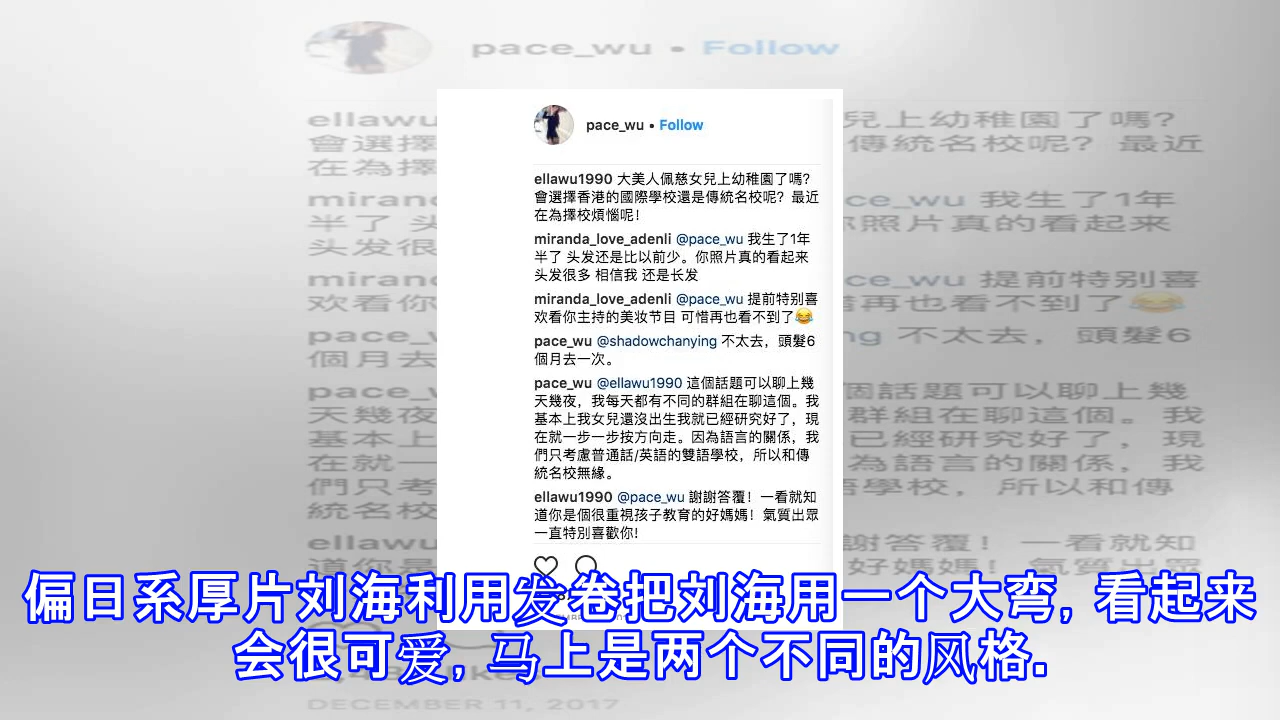 pace_wu • Follow
pace_wu • Follow
ellawu1990 大美人佩慈女兒上幼稚園了嗎？
會選擇香港的國際學校還是傳統名校呢？最近
在為擇校煩惱呢！
miranda_love_adenli @pace_wu 我生了1年
半了 头发还是比以前少。你照片真的看起来
头发很多 相信我 还是长发
miranda_love_adenli @pace_wu 提前特别喜
欢看你主持的美妆节目 可惜再也看不到了😂
pace_wu @shadowchanying 不太去，頭髮6
個月去一次。
pace_wu @ellawu1990 這個話題可以聊上幾
天幾夜，我每天都有不同的群組在聊這個。我
基本上我女兒還沒出生我就已經研究好了，現
在就一步一步按方向走。因為語言的關係，我
們只考慮普通話/英語的雙語學校，所以和傳
統名校無緣。
ellawu1990 @pace_wu 謝謝答覆！一看就知
道你是個很重視孩子教育的好媽媽！氣質出眾
一直特別喜歡你!
偏日系厚片刘海利用发卷把刘海用一个大弯,看起来
会很可爱,马上是两个不同的风格.
DECEMBER 11, 2017